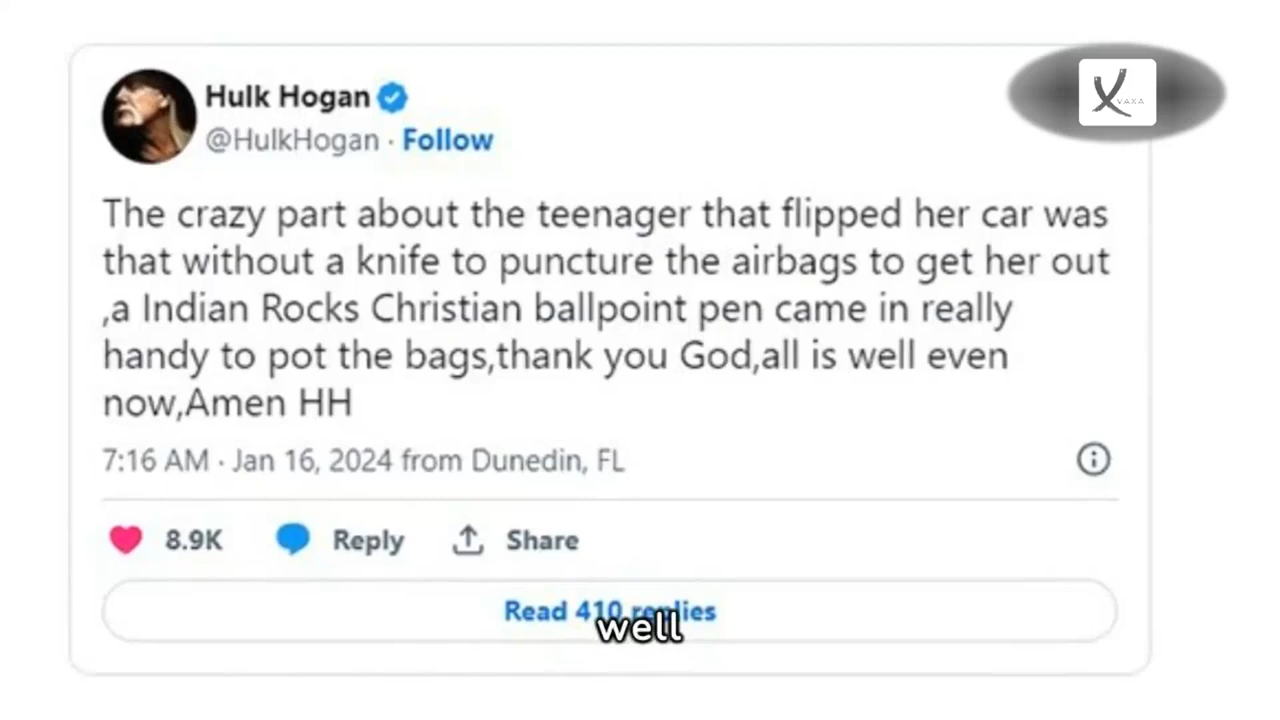 Hulk Hogan
@HulkHogan · Follow
VAXA
The crazy part about the teenager that flipped her car was
that without a knife to puncture the airbags to get her out
,a Indian Rocks Christian ballpoint pen came in really
handy to pot the bags,thank you God,all is well even
now,Amen HH
7:16 AM · Jan 16, 2024 from Dunedin, FL
8.9K Reply Share
Read 410 replies
well